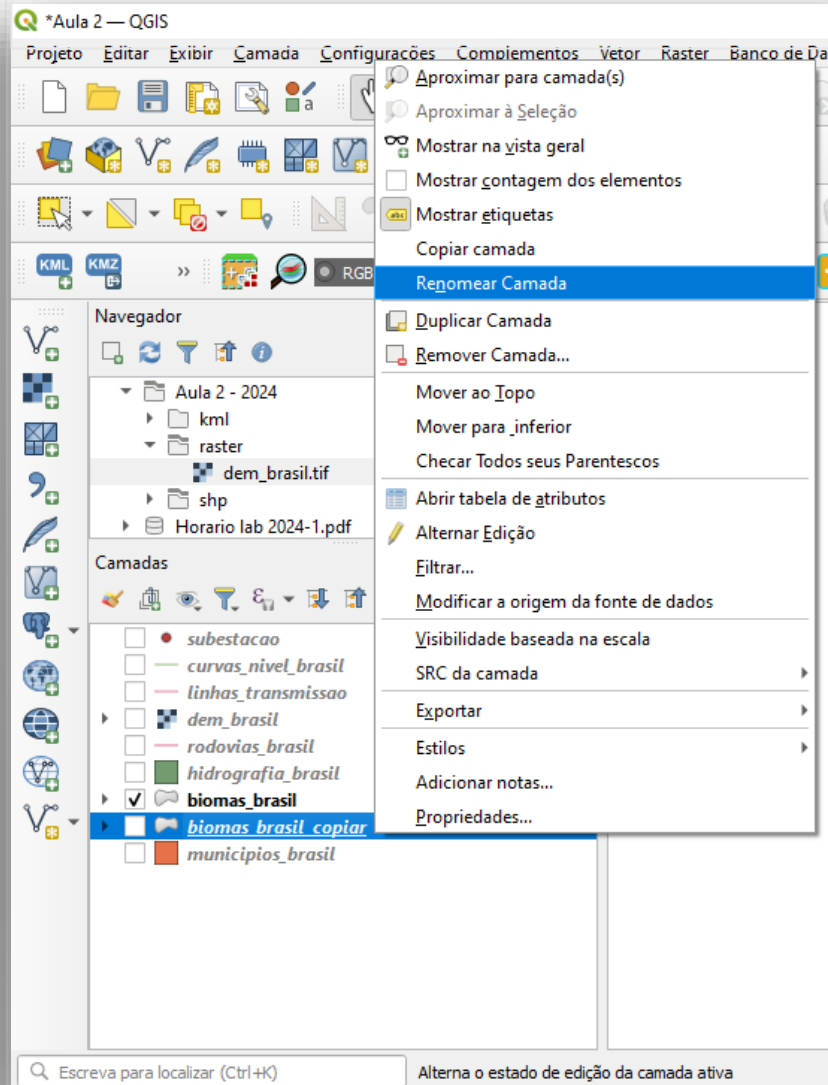 *Aula 2 — QGIS
Projeto Editar Exibir Camada Configurações Complementos Vetor Raster Banco de Da
a
Aproximar para camada(s)
Aproximar à Seleção
Mostrar na vista geral
Mostrar contagem dos elementos
abc Mostrar etiquetas
Copiar camada
Renomear Camada
Duplicar Camada
Remover Camada...
Mover ao Topo
Mover para _inferior
Checar Todos seus Parentescos
Abrir tabela de atributos
Alternar Edição
Filtrar...
Modificar a origem da fonte de dados
Visibilidade baseada na escala
SRC da camada
Exportar
Estilos
Adicionar notas...
Propriedades...
KML KMZ » RGB
Navegador
Aula 2 - 2024
kml
raster
dem_brasil.tif
shp
Horario lab 2024-1.pdf
Camadas
subestacao
curvas_nivel_brasil
linhas_transmissao
dem_brasil
rodovias_brasil
hidrografia_brasil
biomas_brasil
biomas_brasil_copiar
municipios_brasil
Escreva para localizar (Ctrl+K)
Alterna o estado de edição da camada ativa